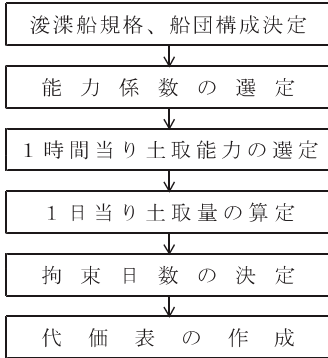 浚渫船規格、船団構成決定
能力係数の選定
1時間当り土取能力の選定
1日当り土取量の算定
拘束日数の決定
代価表の作成